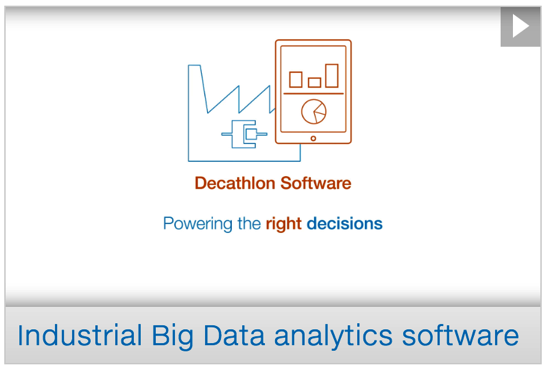 Decathlon Software
Powering the right decisions
Industrial Big Data analytics software